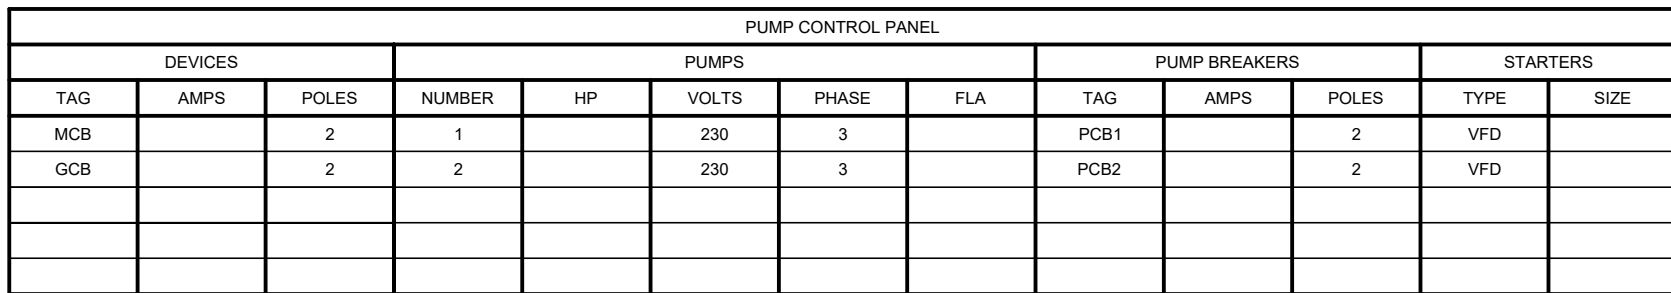 PUMP CONTROL PANEL
DEVICES PUMPS PUMP BREAKERS STARTERS
TAG AMPS POLES NUMBER HP VOLTS PHASE FLA TAG AMPS POLES TYPE SIZE
MCB 2 1 230 3 PCB1 2 VFD
GCB 2 2 230 3 PCB2 2 VFD